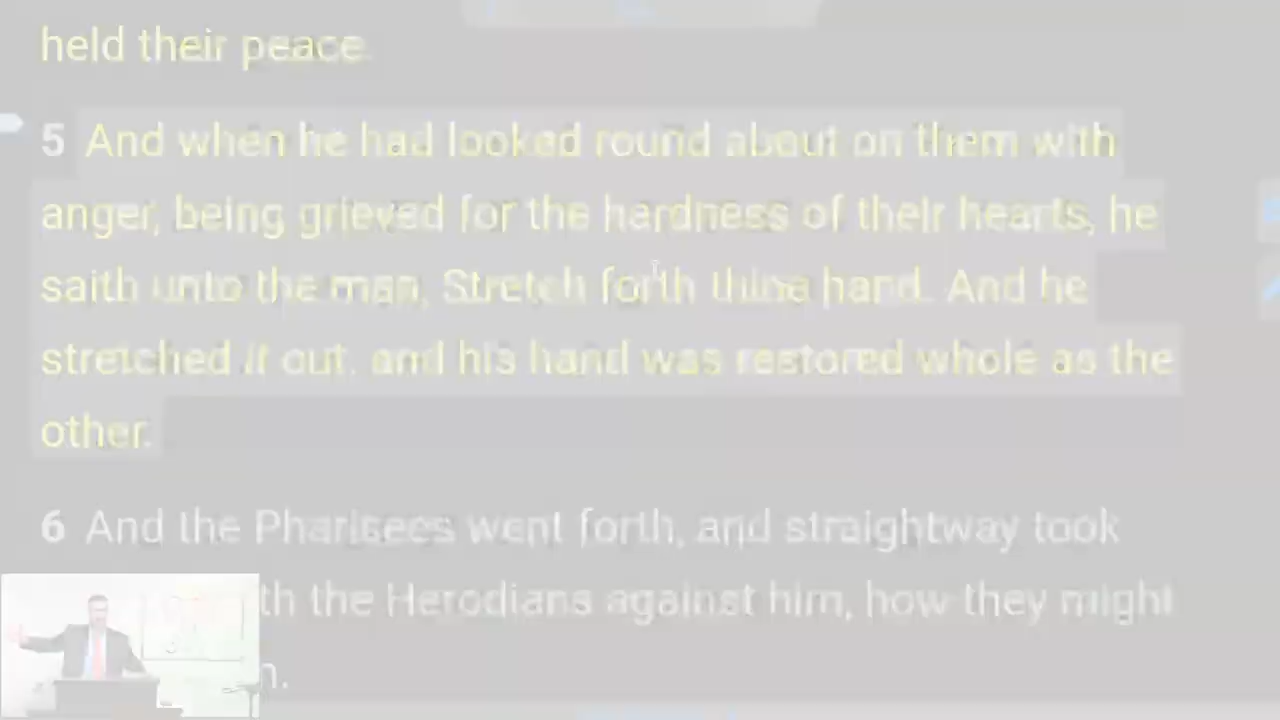 held their peace.
5 And when he had looked round about on them with
anger, being grieved for the hardness of their hearts, he
saith unto the man, Stretch forth thine hand. And he
stretched it out: and his hand was restored whole as the
other.
6 And the Pharisees went forth, and straightway took
th the Herodians against him, how they might
n.